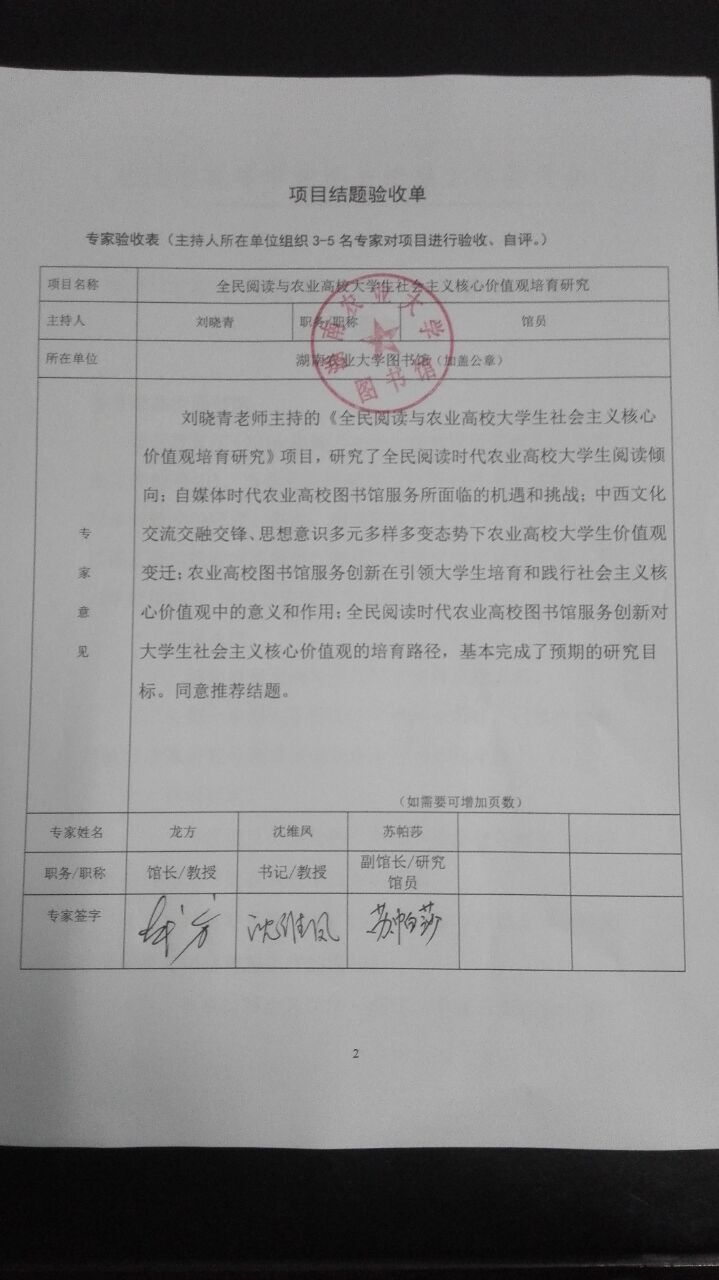 项目结题验收单
专家验收表（主持人所在单位组织 3-5 名专家对项目进行验收、自评。）
项目名称 全民阅读与农业高校大学生社会主义核心价值观培育研究
主持人 刘晓青 职务/职称 馆员
所在单位 湖南农业大学图书馆（加盖公章）
湖南农业大学
图书馆
专家意见
刘晓青老师主持的《全民阅读与农业高校大学生社会主义核心
价值观培育研究》项目，研究了全民阅读时代农业高校大学生阅读倾
向；自媒体时代农业高校图书馆服务所面临的机遇和挑战；中西文化
交流交融交锋、思想意识多元多样多变态势下农业高校大学生价值观
变迁；农业高校图书馆服务创新在引领大学生培育和践行社会主义核
心价值观中的意义和作用；全民阅读时代农业高校图书馆服务创新对
大学生社会主义核心价值观的培育路径，基本完成了预期的研究目
标。同意推荐结题。
（如需要可增加页数）
专家姓名 龙方 沈维凤 苏帕莎
职务/职称 馆长/教授 书记/教授 副馆长/研究
馆员
专家签字 龙方 沈维凤 苏帕莎
2